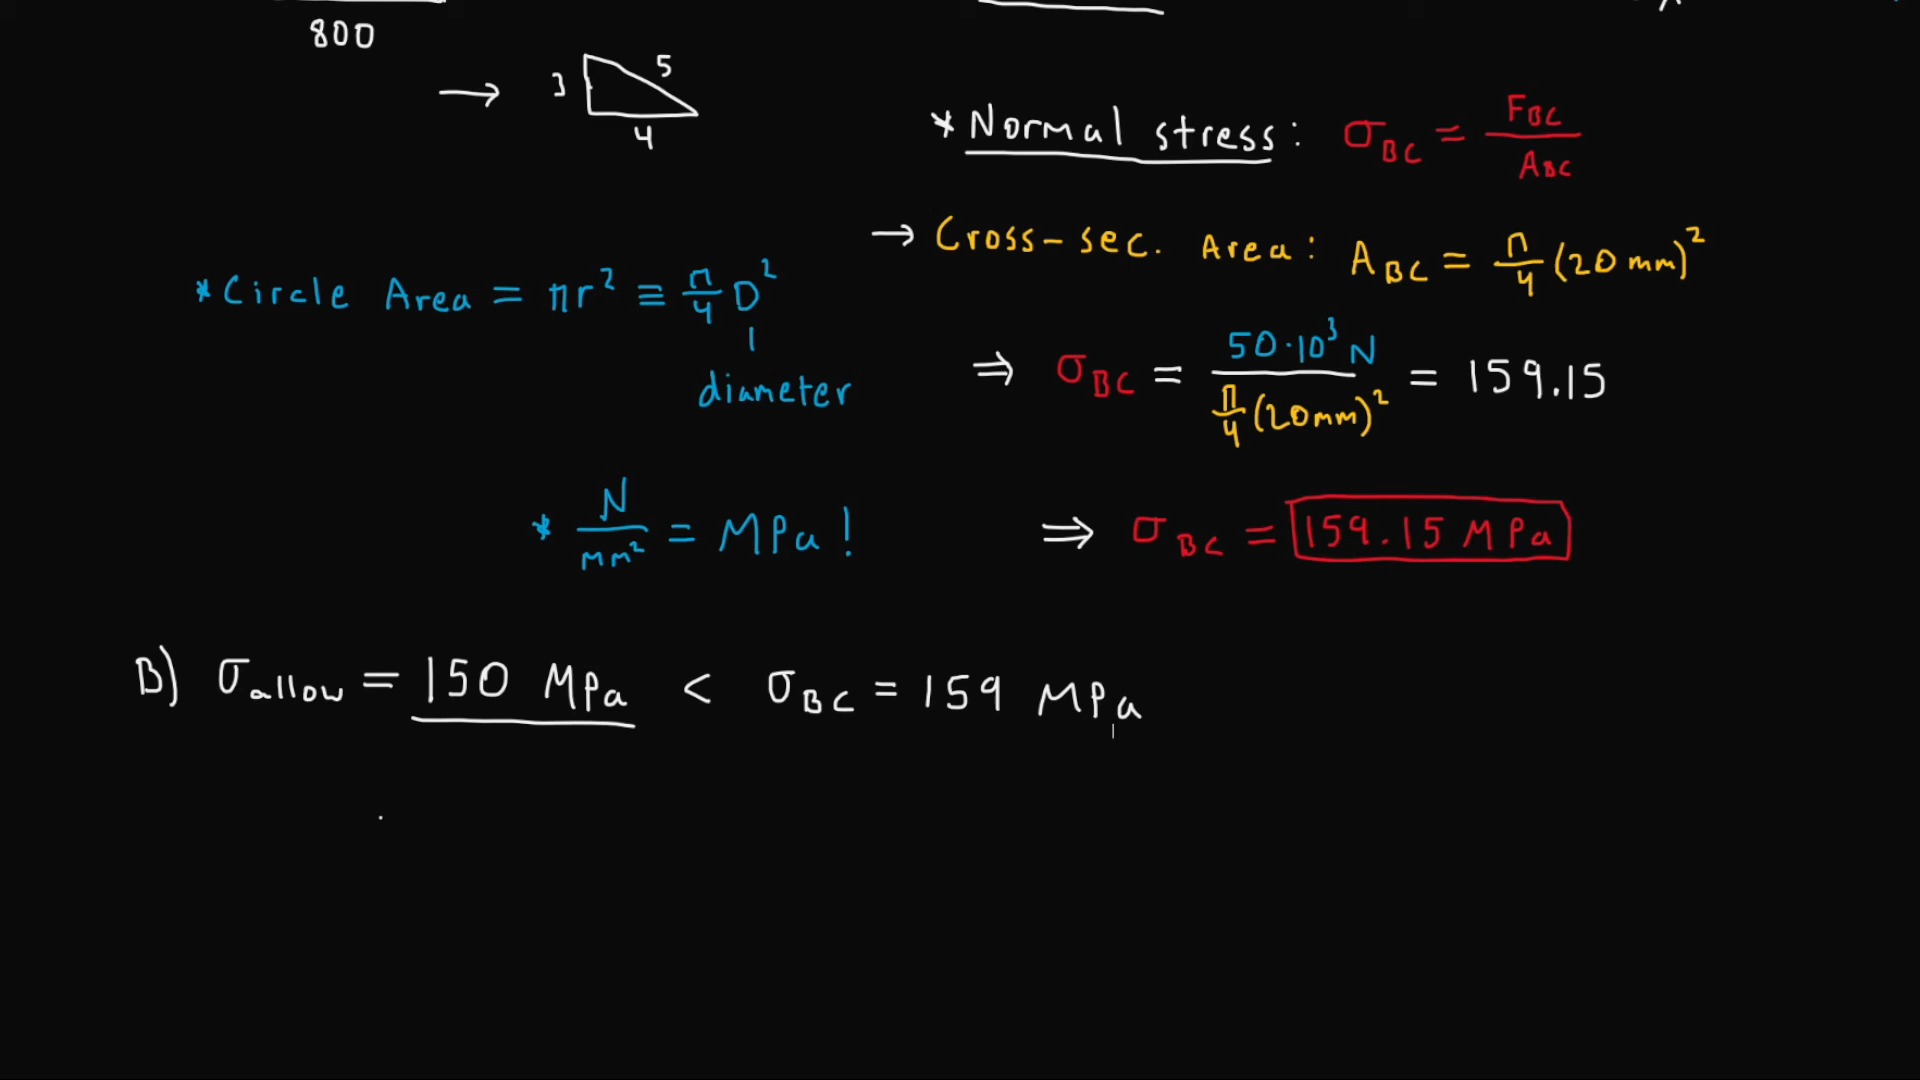 800
3
5
4
*Normal stress: σBC = FBC / ABC
→ Cross-sec. Area: ABC = π/4 (20 mm)²
*Circle Area = πr² ≡ π/4 D²
diameter
⇒ σBC = 50·10³ N / π/4 (20mm)² = 159.15
* N/mm² = MPa!
⇒ σBC = 159.15 MPa
B) σallow = 150 MPa < σBC = 159 MPa